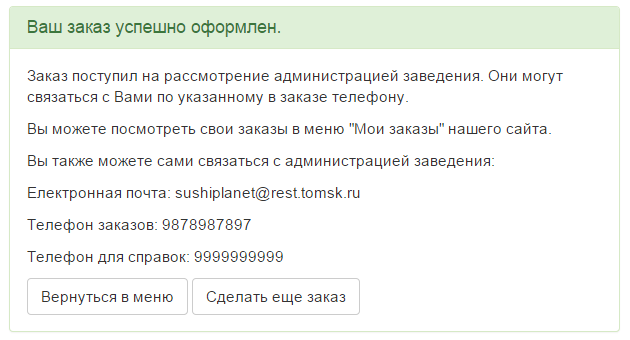 Ваш заказ успешно оформлен.
Заказ поступил на рассмотрение администрацией заведения. Они могут
связаться с Вами по указанному в заказе телефону.
Вы можете посмотреть свои заказы в меню "Мои заказы" нашего сайта.
Вы также можете сами связаться с администрацией заведения:
Електронная почта: sushiplanet@rest.tomsk.ru
Телефон заказов: 9878987897
Телефон для справок: 9999999999
Вернуться в меню Сделать еще заказ